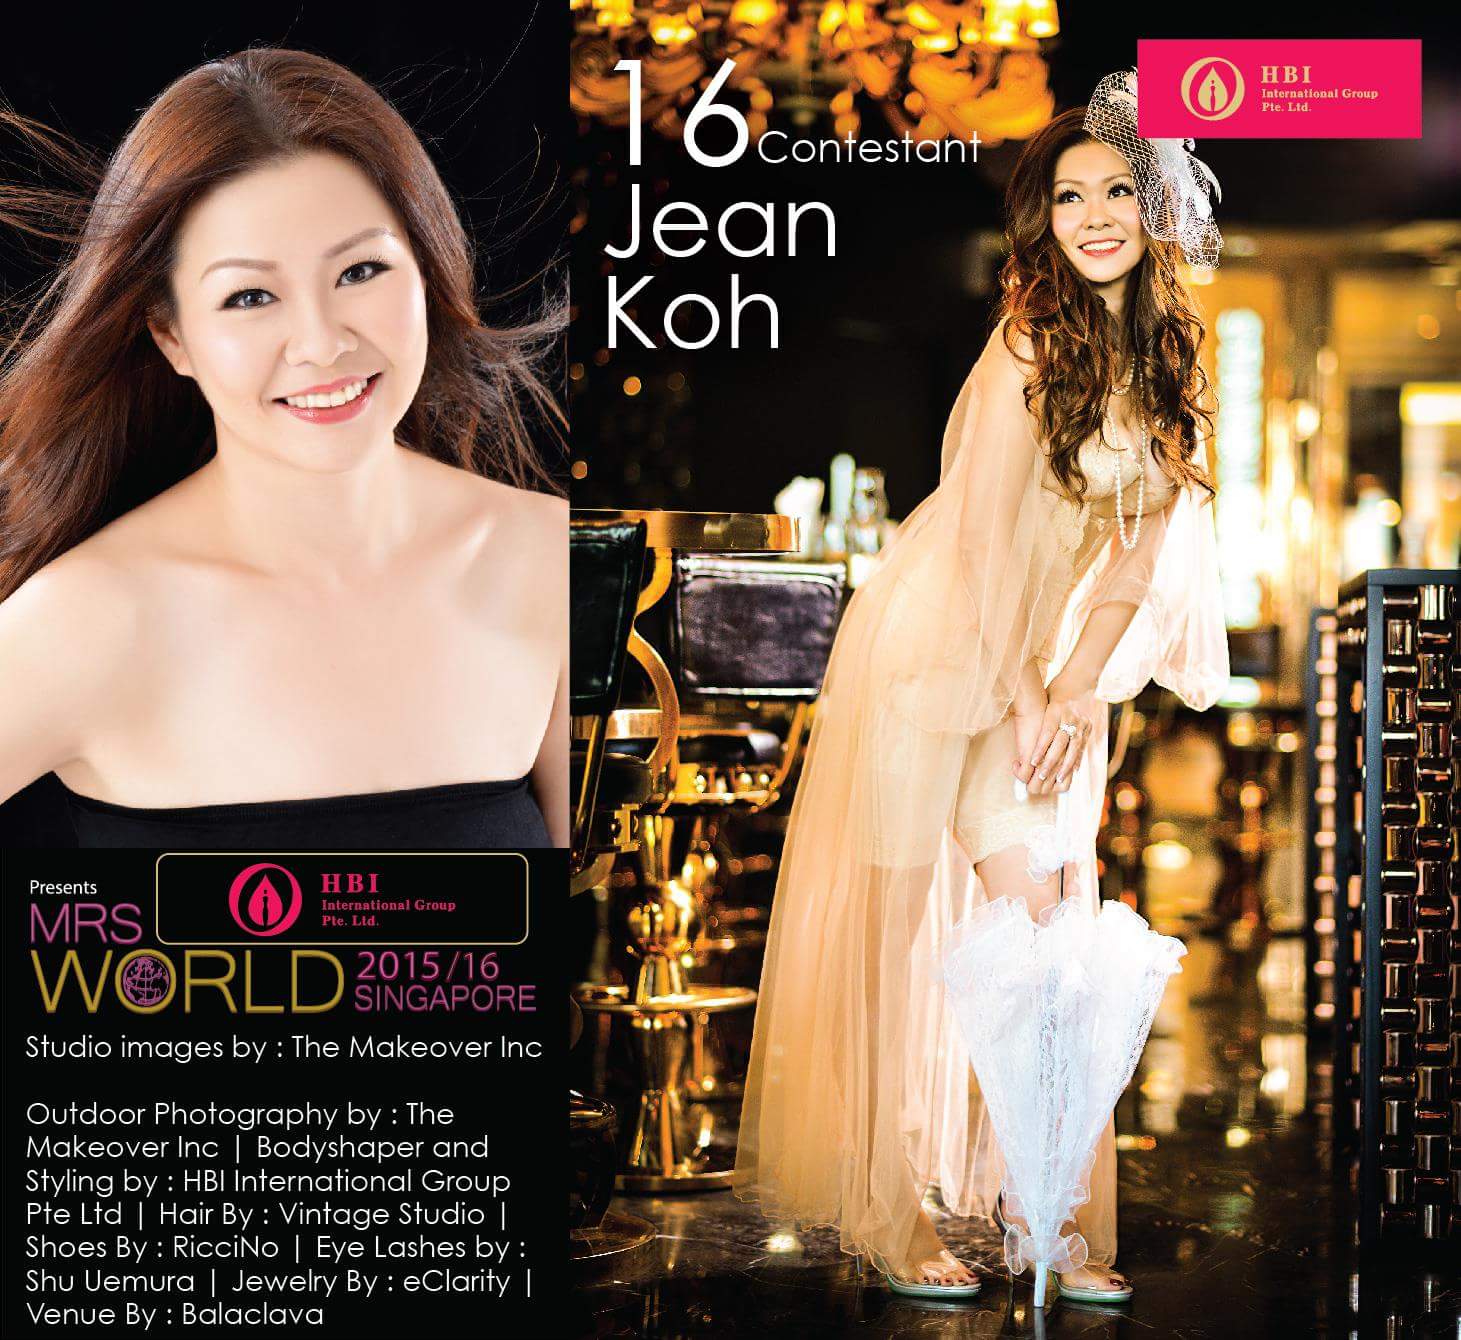 16 Contestant
Jean
Koh
HBI
International Group
Pte. Ltd.
Presents
HBI
International Group
Pte. Ltd.
MRS
WORLD 2015/16
SINGAPORE
Studio images by : The Makeover Inc
Outdoor Photography by : The
Makeover Inc | Bodyshaper and
Styling by : HBI International Group
Pte Ltd | Hair By : Vintage Studio |
Shoes By : RicciNo | Eye Lashes by :
Shu Uemura | Jewelry By : eClarity |
Venue By : Balaclava